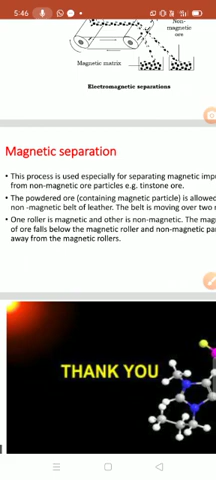 5:46
Non-
magnetic
ore
Magnetic matrix
Electromagnetic separations
Magnetic separation
• This process is used especially for separating magnetic imp
from non-magnetic ore particles e.g. tinstone ore.
• The powdered ore (containing magnetic particle) is allowed
non -magnetic belt of leather. The belt is moving over two
• One roller is magnetic and other is non-magnetic. The mag
of ore falls below the magnetic roller and non-magnetic pa
away from the magnetic rollers.
THANK YOU